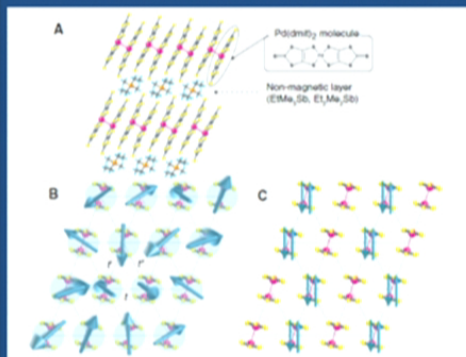 A
Pd(dmit)₂ molecule
Non-magnetic layer
(EtMe₃Sb, Et₂Me₂Sb)
B
C